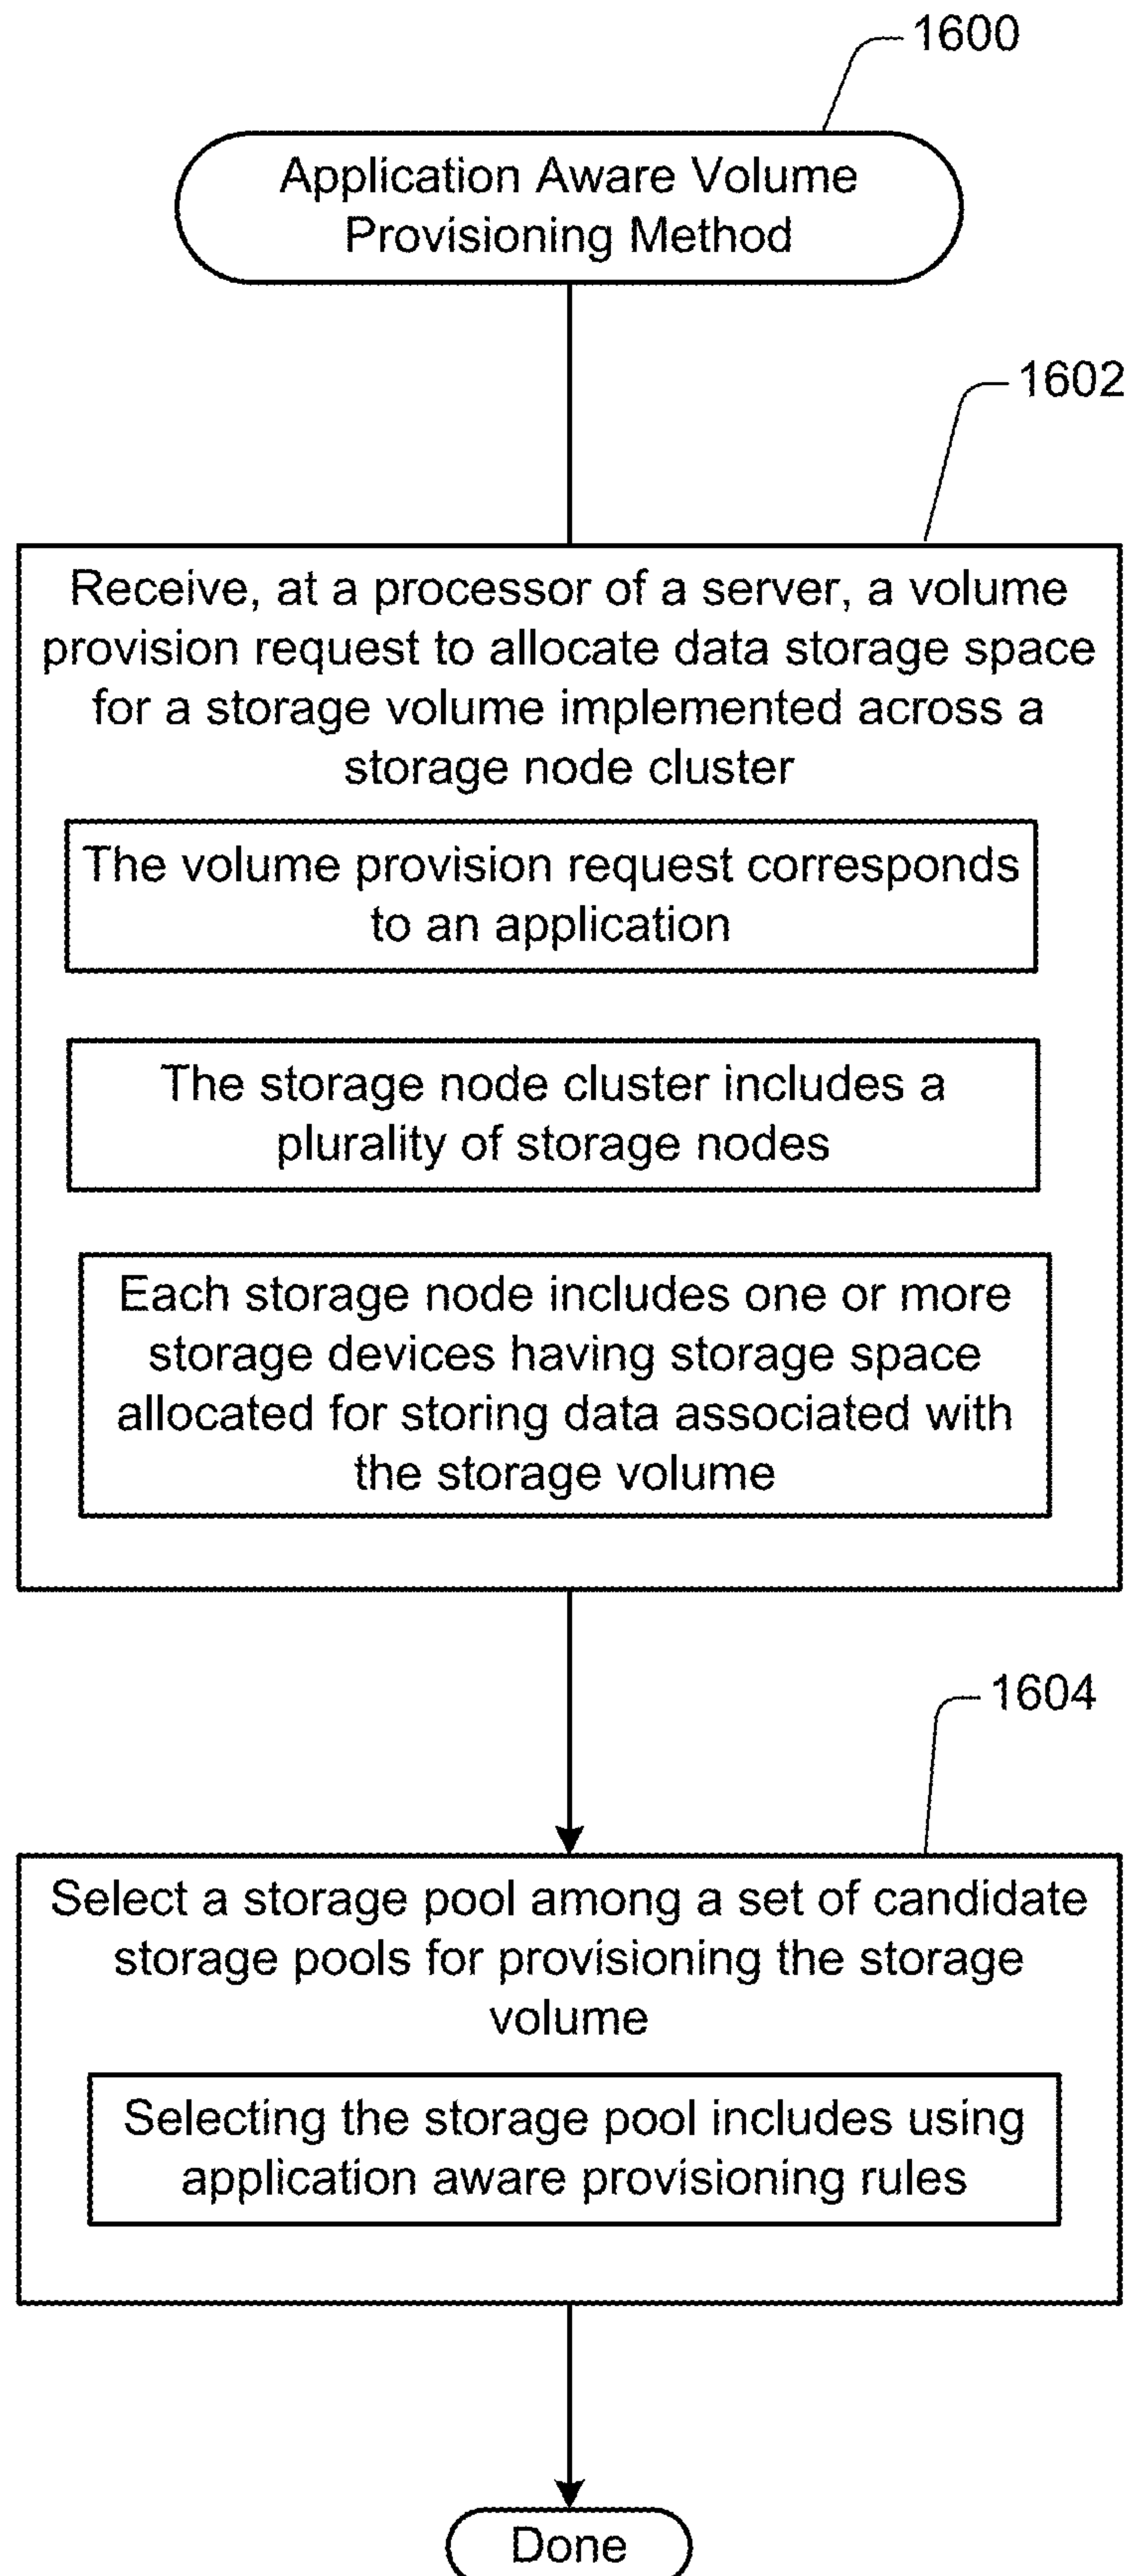 1600
Application Aware Volume
Provisioning Method
1602
Receive, at a processor of a server, a volume
provision request to allocate data storage space
for a storage volume implemented across a
storage node cluster
The volume provision request corresponds
to an application
The storage node cluster includes a
plurality of storage nodes
Each storage node includes one or more
storage devices having storage space
allocated for storing data associated with
the storage volume
1604
Select a storage pool among a set of candidate
storage pools for provisioning the storage
volume
Selecting the storage pool includes using
application aware provisioning rules
Done